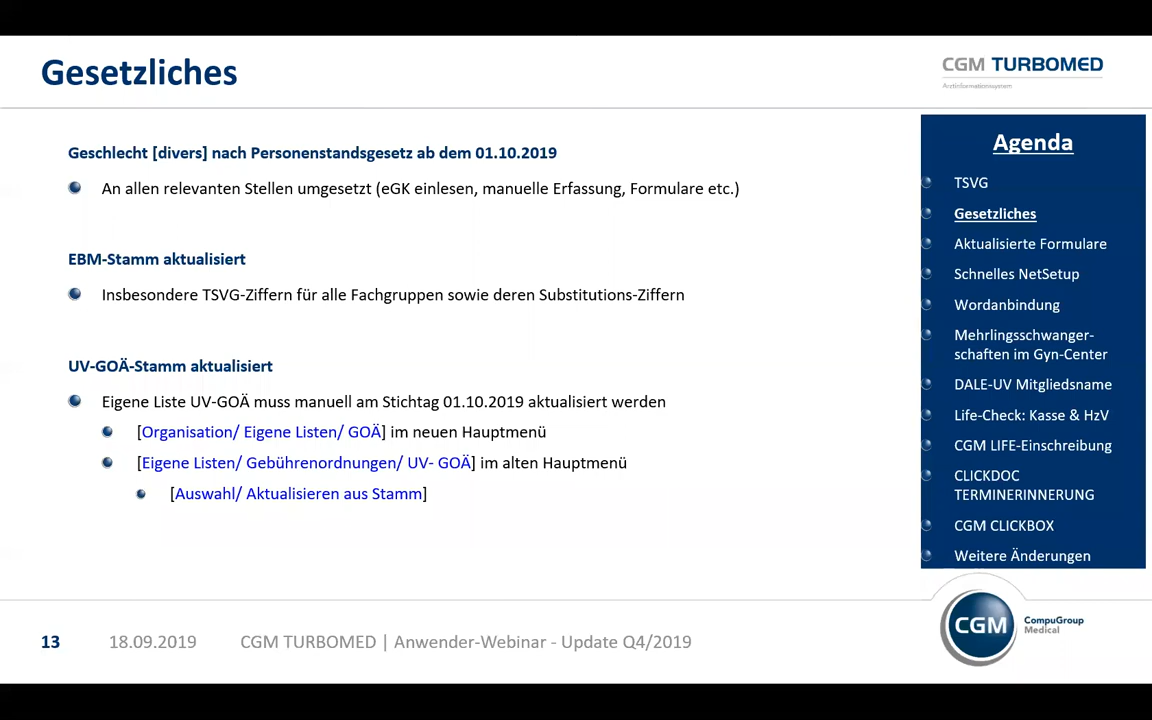 Gesetzliches
CGM TURBOMED
Arztinformationssystem
Geschlecht [divers] nach Personenstandsgesetz ab dem 01.10.2019
An allen relevanten Stellen umgesetzt (eGK einlesen, manuelle Erfassung, Formulare etc.)
EBM-Stamm aktualisiert
Insbesondere TSVG-Ziffern für alle Fachgruppen sowie deren Substitutions-Ziffern
UV-GOÄ-Stamm aktualisiert
Eigene Liste UV-GOÄ muss manuell am Stichtag 01.10.2019 aktualisiert werden
[Organisation/ Eigene Listen/ GOÄ] im neuen Hauptmenü
[Eigene Listen/ Gebührenordnungen/ UV- GOÄ] im alten Hauptmenü
[Auswahl/ Aktualisieren aus Stamm]
Agenda
TSVG
Gesetzliches
Aktualisierte Formulare
Schnelles NetSetup
Wordanbindung
Mehrlingsschwanger-
schaften im Gyn-Center
DALE-UV Mitgliedsname
Life-Check: Kasse & HzV
CGM LIFE-Einschreibung
CLICKDOC
TERMINERINNERUNG
CGM CLICKBOX
Weitere Änderungen
13 18.09.2019 CGM TURBOMED | Anwender-Webinar - Update Q4/2019
CGM
CompuGroup
Medical